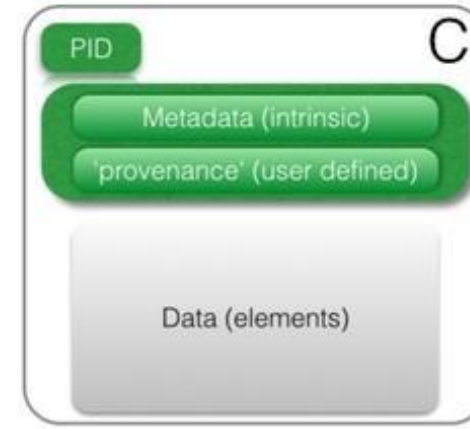 PID
C
Metadata (intrinsic)
'provenance' (user defined)
Data (elements)